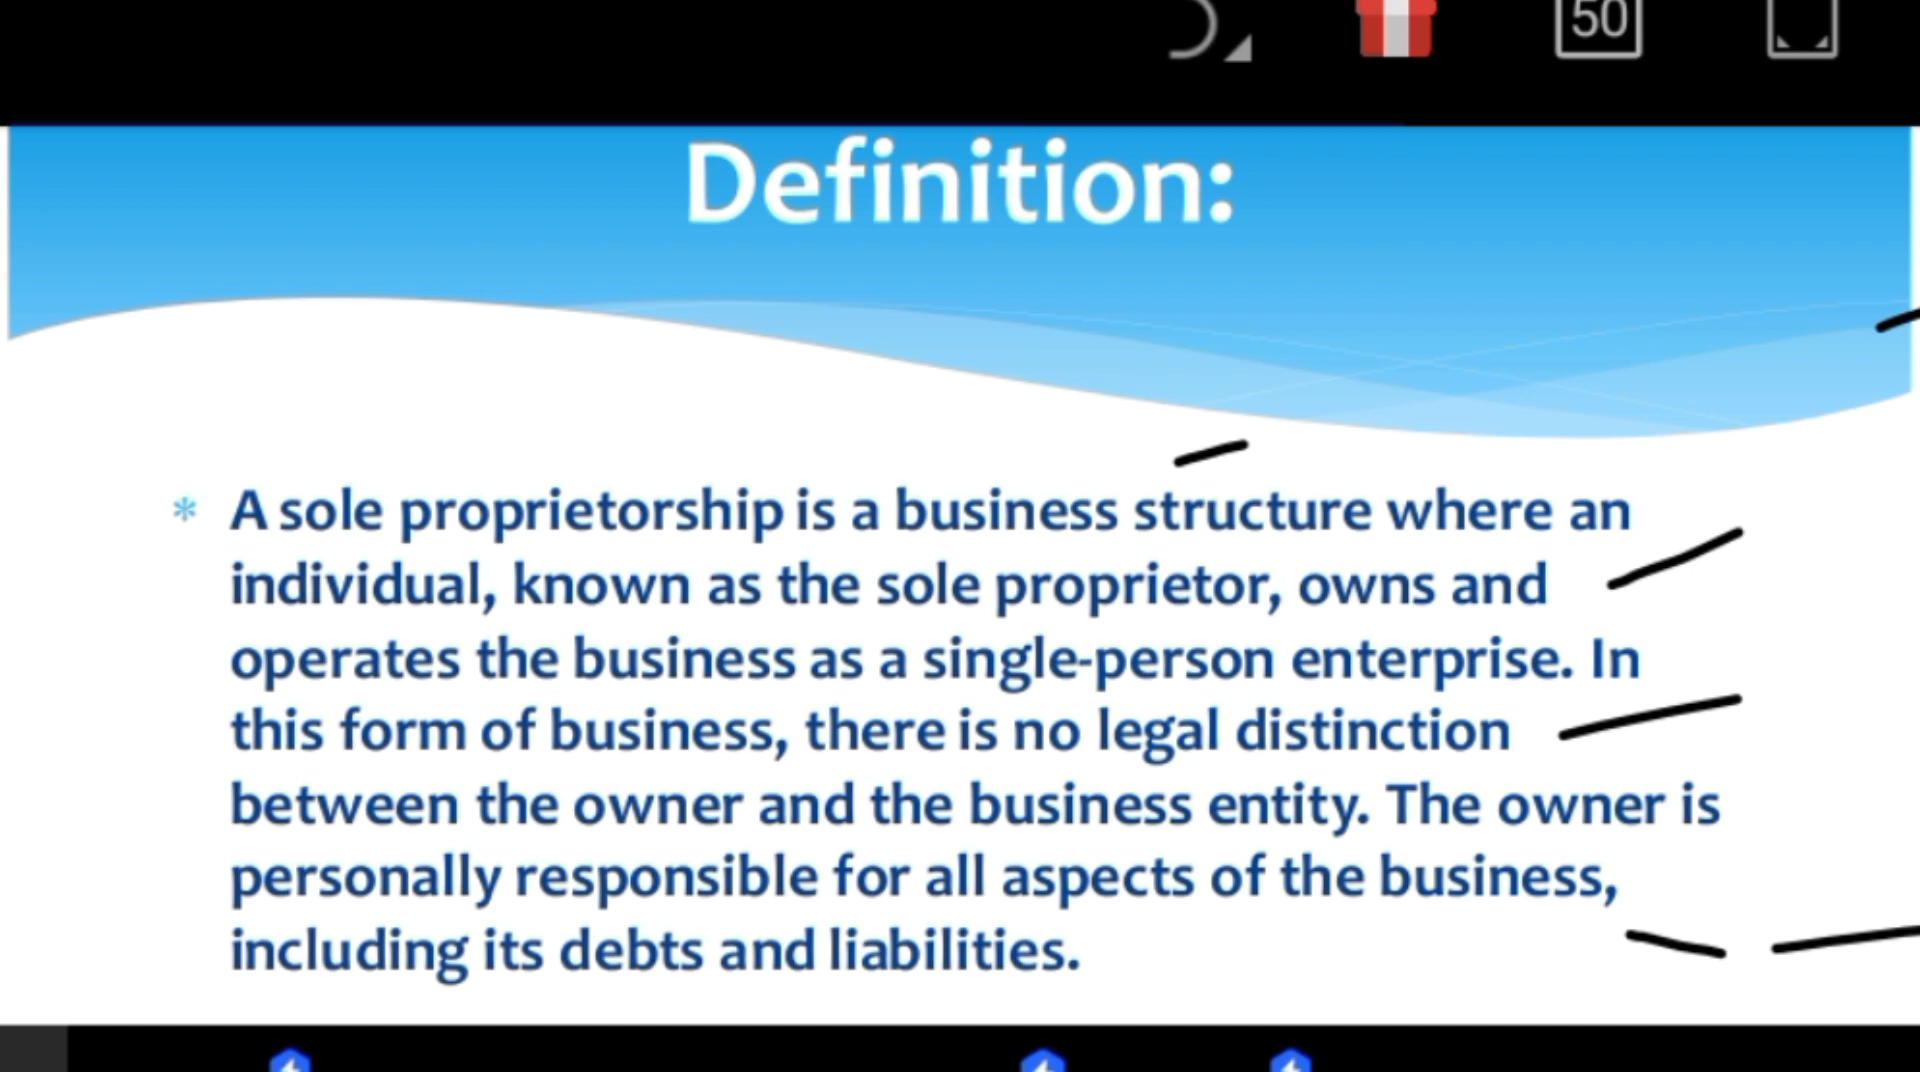 50
Definition:
* A sole proprietorship is a business structure where an
individual, known as the sole proprietor, owns and
operates the business as a single-person enterprise. In
this form of business, there is no legal distinction
between the owner and the business entity. The owner is
personally responsible for all aspects of the business,
including its debts and liabilities.